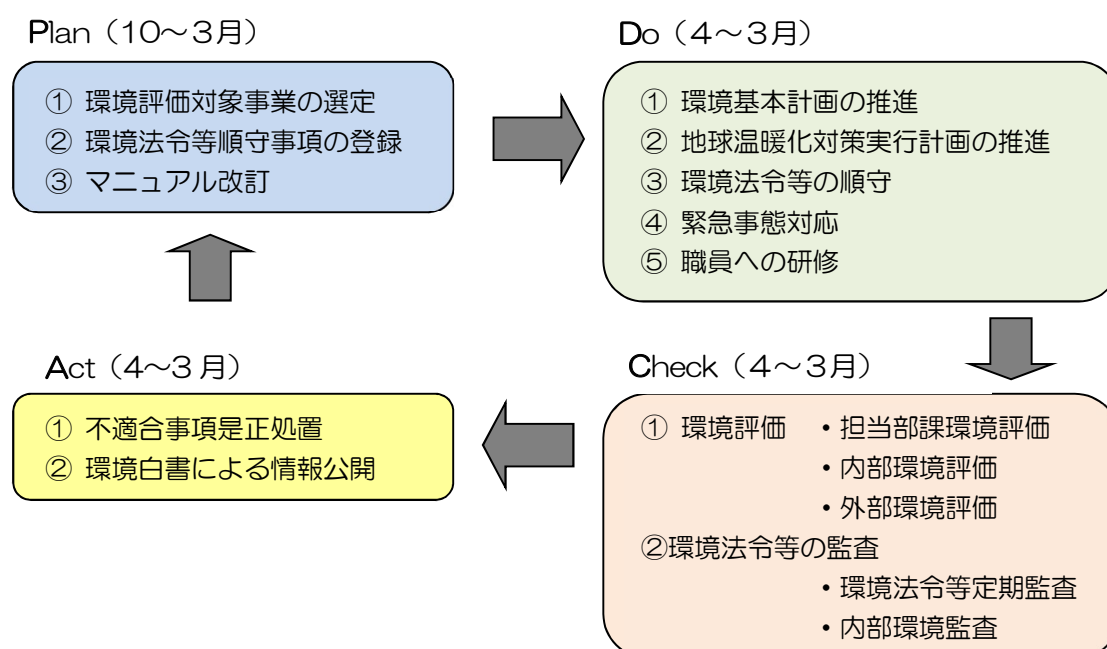 Plan（10～3月）
① 環境評価対象事業の選定
② 環境法令等順守事項の登録
③ マニュアル改訂
Do（4～3月）
① 環境基本計画の推進
② 地球温暖化対策実行計画の推進
③ 環境法令等の順守
④ 緊急事態対応
⑤ 職員への研修
Check（4～3月）
① 環境評価 ・担当部課環境評価
・内部環境評価
・外部環境評価
②環境法令等の監査
・環境法令等定期監査
・内部環境監査
Act（4～3月）
① 不適合事項是正処置
② 環境白書による情報公開